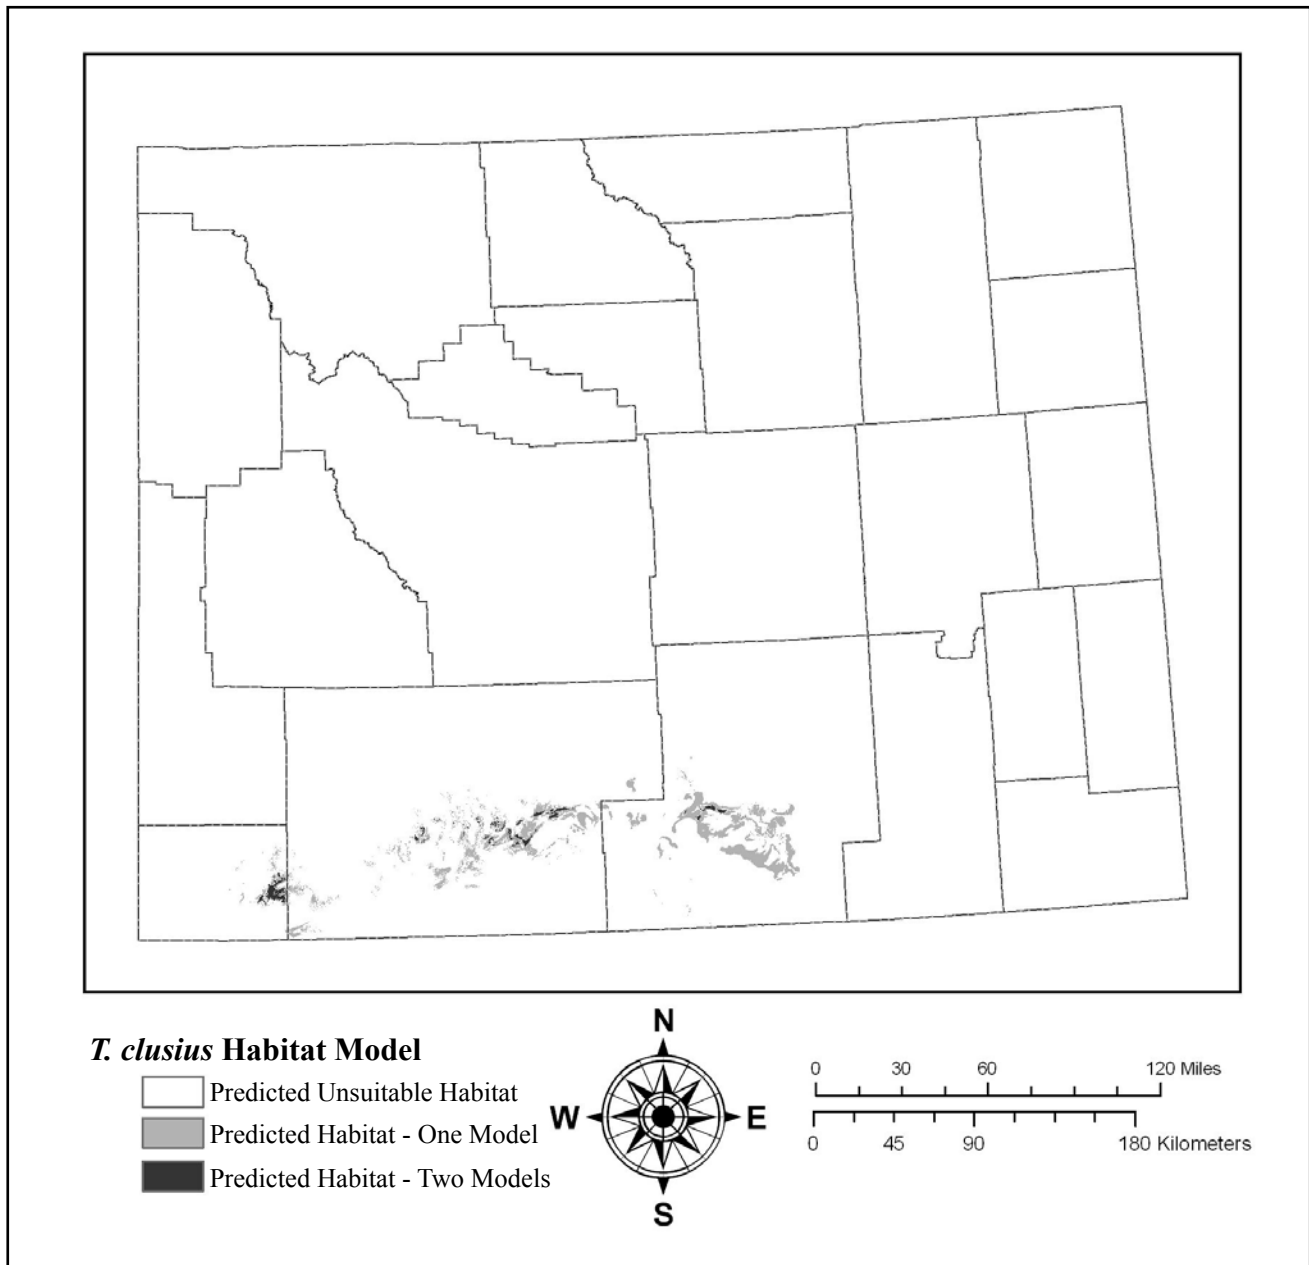 T. clusius Habitat Model
Predicted Unsuitable Habitat
Predicted Habitat - One Model
Predicted Habitat - Two Models
N
W
E
S
0 30 60 120 Miles
0 45 90 180 Kilometers